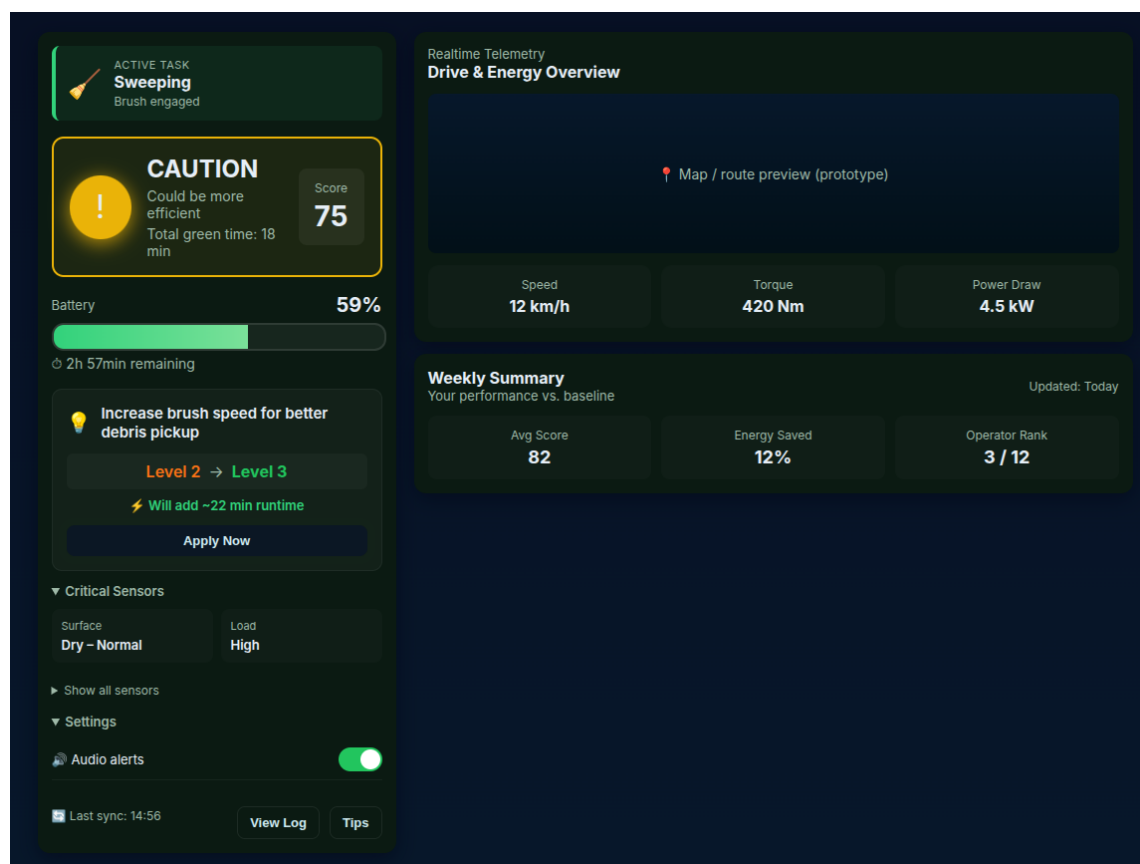 ACTIVE TASK
Sweeping
Brush engaged
!
CAUTION
Could be more
efficient
Total green time: 18
min
Score
75
Battery
59%
2h 57min remaining
Increase brush speed for better
debris pickup
Level 2 → Level 3
⚡ Will add ~22 min runtime
Apply Now
▼ Critical Sensors
Surface
Dry – Normal
Load
High
▶ Show all sensors
▼ Settings
Audio alerts
Last sync: 14:56
View Log
Tips
Realtime Telemetry
Drive & Energy Overview
📍 Map / route preview (prototype)
Speed
12 km/h
Torque
420 Nm
Power Draw
4.5 kW
Weekly Summary
Your performance vs. baseline
Updated: Today
Avg Score
82
Energy Saved
12%
Operator Rank
3 / 12